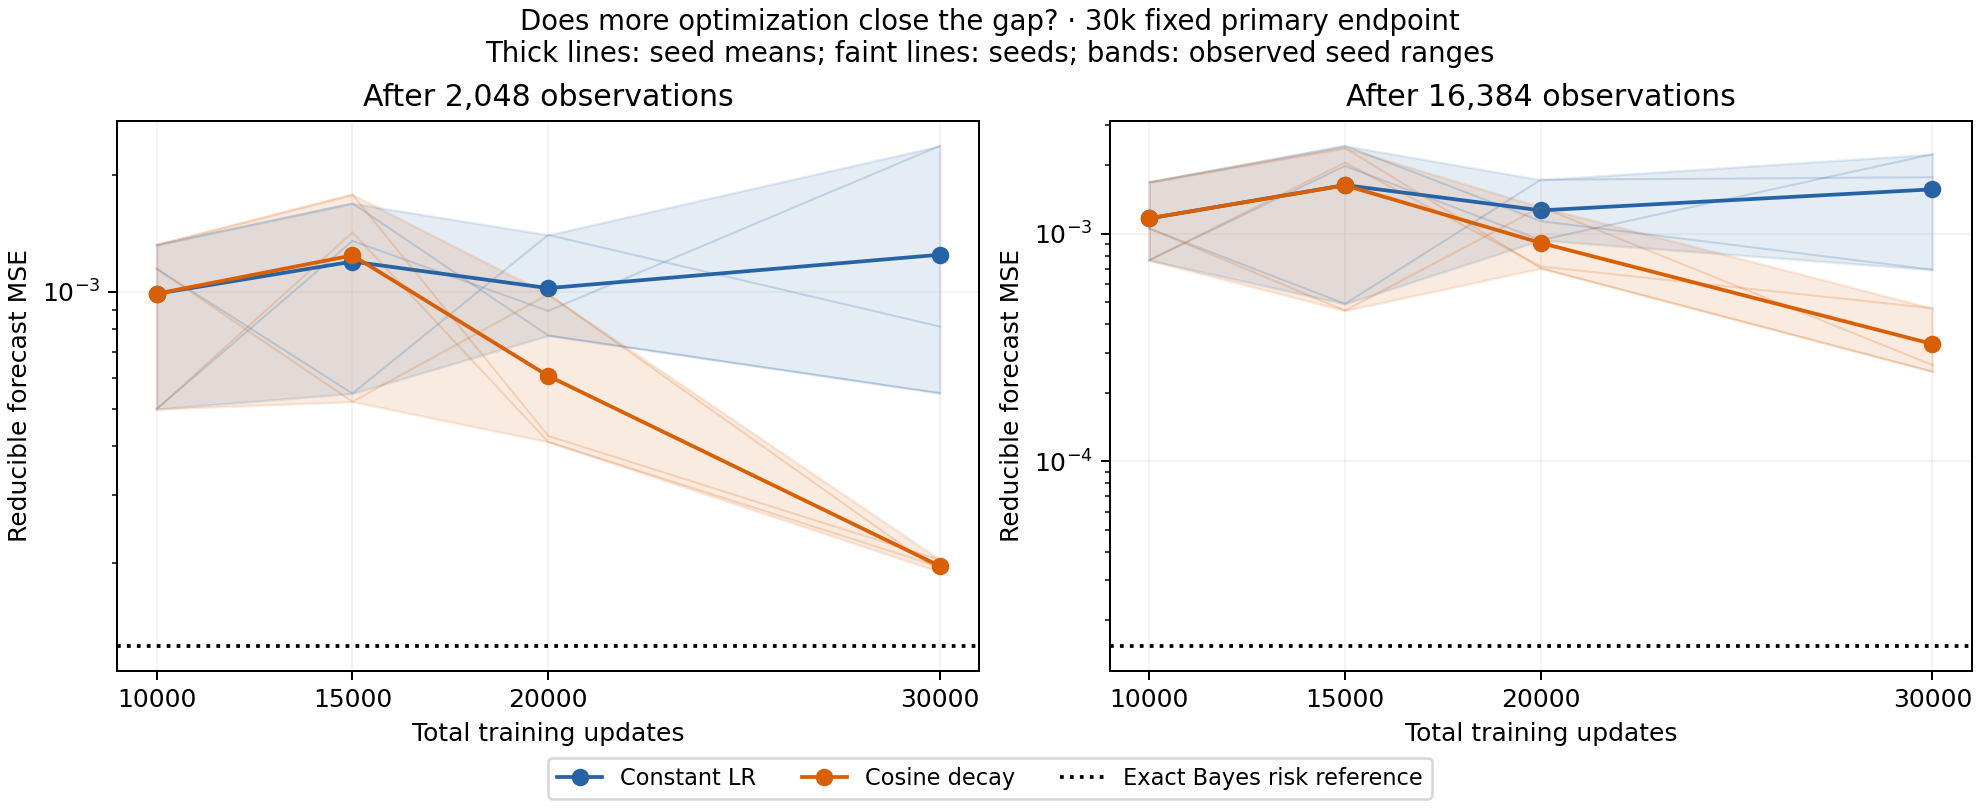 Does more optimization close the gap? · 30k fixed primary endpoint
Thick lines: seed means; faint lines: seeds; bands: observed seed ranges
After 2,048 observations
Reducible forecast MSE
10⁻³
10000 15000 20000 30000
Total training updates
After 16,384 observations
Reducible forecast MSE
10⁻³
10⁻⁴
10000 15000 20000 30000
Total training updates
Constant LR Cosine decay Exact Bayes risk reference